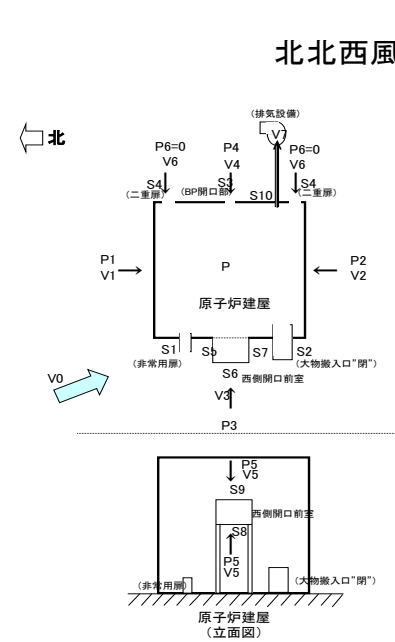 北北西風
(排気設備)
北
V7
P6=0
V6
P4
V4
P6=0
V6
S4
(二重扉)
S3
(BP開口部)
S10
S4
(二重扉)
P1
V1
P
P2
V2
原子炉建屋
S1
(非常用扉)
S5
S7
S2
(大物搬入口"閉")
S6
西側開口前室
V0
V3
P3
P5
V5
S9
西側開口前室
S8
P5
V5
(非常用扉)
(大物搬入口"閉")
原子炉建屋
(立面図)